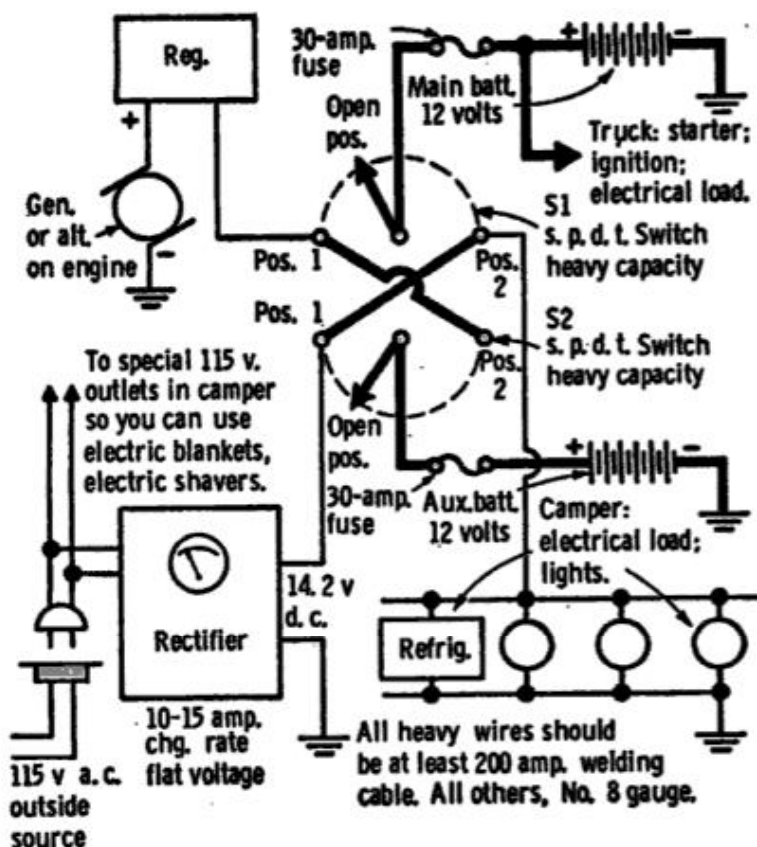 Reg.
+
Gen.
or alt.
on engine
-
30-amp.
fuse
Open
pos.
+
-
Main batt.
12 volts
Truck: starter;
ignition;
electrical load.
S1
s. p. d. t. Switch
heavy capacity
Pos. 1
Pos.
2
Pos. 1
Pos.
2
S2
s. p. d. t. Switch
heavy capacity
Open
pos.
30-amp.
fuse
+
-
Aux. batt.
12 volts
To special 115 v.
outlets in camper
so you can use
electric blankets,
electric shavers.
Camper:
electrical load;
lights.
Rectifier
14.2 v
d. c.
10-15 amp.
chg. rate
flat voltage
115 v a. c.
outside
source
Refrig.
All heavy wires should
be at least 200 amp. welding
cable. All others, No. 8 gauge.